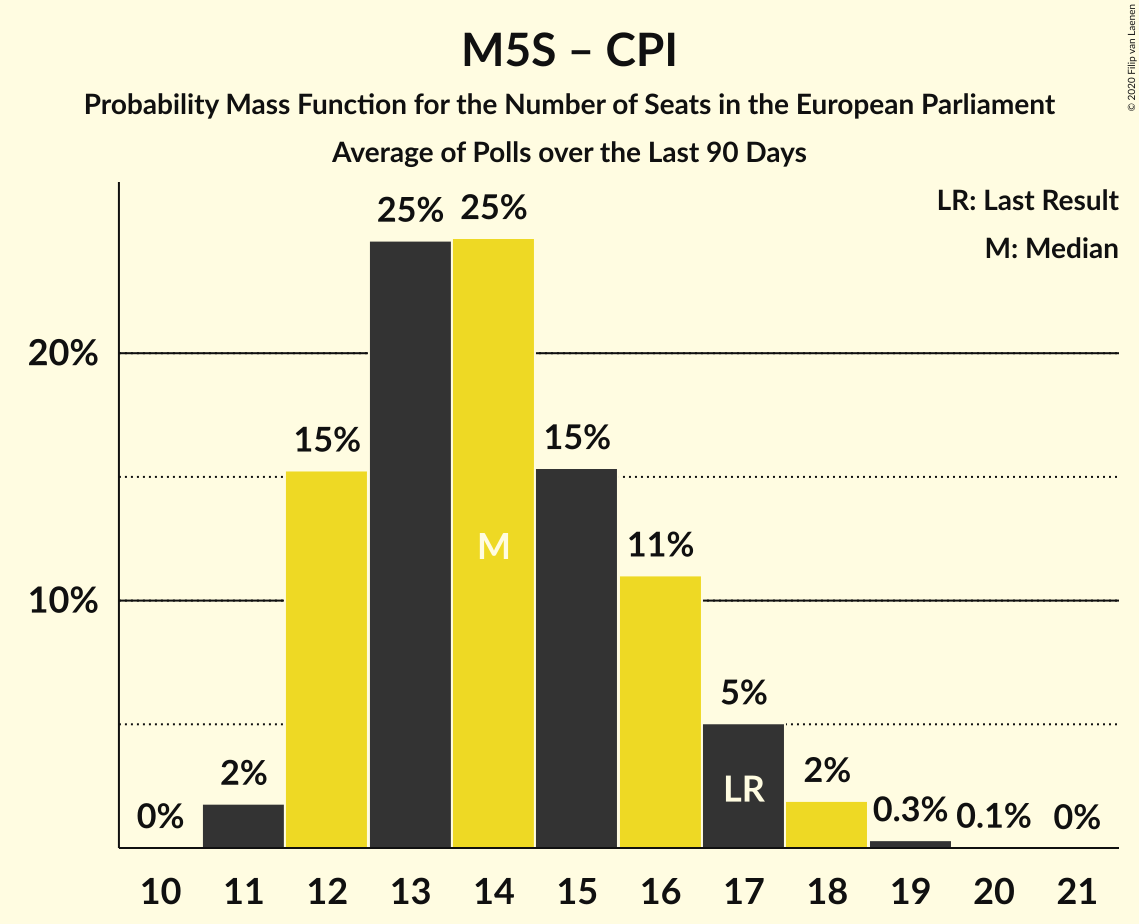 M5S – CPI
Probability Mass Function for the Number of Seats in the European Parliament
Average of Polls over the Last 90 Days
© 2020 Filip van Laenen
LR: Last Result
M: Median
25% 25%
20%
15% 15%
M
11%
10%
5%
LR
2% 2%
0% 0.3% 0.1% 0%
10 11 12 13 14 15 16 17 18 19 20 21